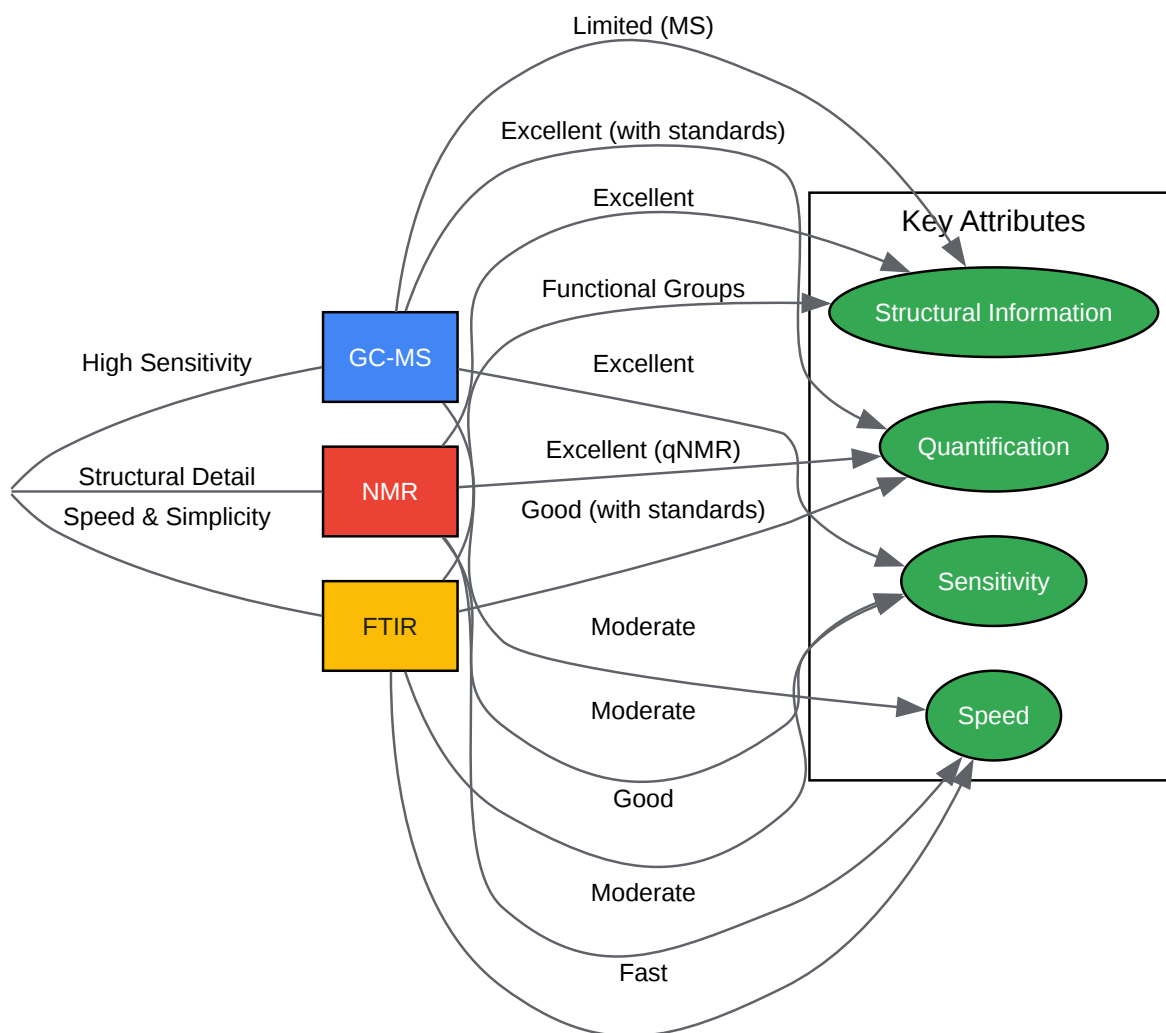 Limited (MS)
Excellent (with standards)
Excellent
Key Attributes
Functional Groups
Structural Information
GC-MS
High Sensitivity
Excellent
Excellent (qNMR)
Quantification
Structural Detail
NMR
Good (with standards)
Speed & Simplicity
Sensitivity
FTIR
Moderate
Moderate
Speed
Good
Moderate
Fast